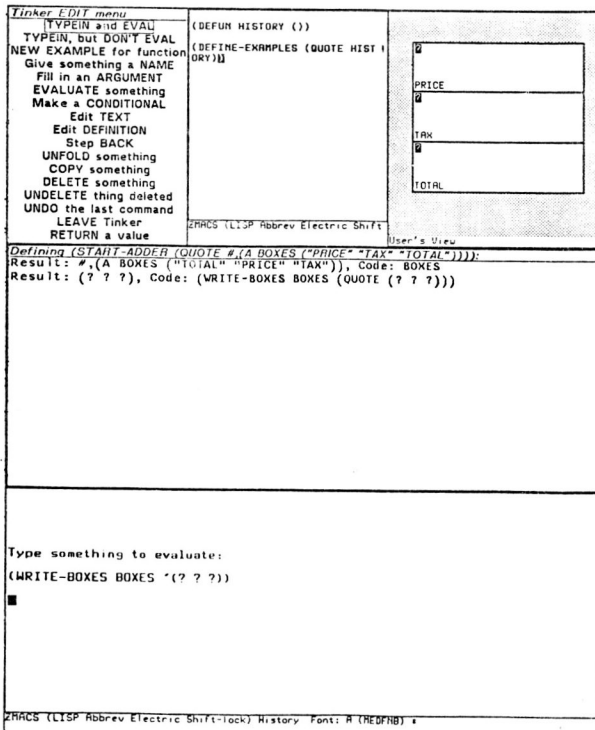 Tinker EDIT menu
TYPEIN and EVAL
TYPEIN, but DON'T EVAL
NEW EXAMPLE for function
Give something a NAME
Fill in an ARGUMENT
EVALUATE something
Make a CONDITIONAL
Edit TEXT
Edit DEFINITION
Step BACK
UNFOLD something
COPY something
DELETE something
UNDELETE thing deleted
UNDO the last command
LEAVE Tinker
RETURN a value
(DEFUN HISTORY ())
(DEFINE-EXAMPLES (QUOTE HIST
ORY))
ZMACS (LISP Abbrev Electric Shift
?
PRICE
?
TAX
?
TOTAL
User's View
Defining (START-ADDER (QUOTE #,(A BOXES ("PRICE" "TAX" "TOTAL")))):
Result: #,(A BOXES ("TOTAL" "PRICE" "TAX")), Code: BOXES
Result: (? ? ?), Code: (WRITE-BOXES BOXES (QUOTE (? ? ?)))
Type something to evaluate:
(WRITE-BOXES BOXES '(? ? ?))
ZMACS (LISP Abbrev Electric Shift-lock) History Font: A (MEDFNB)